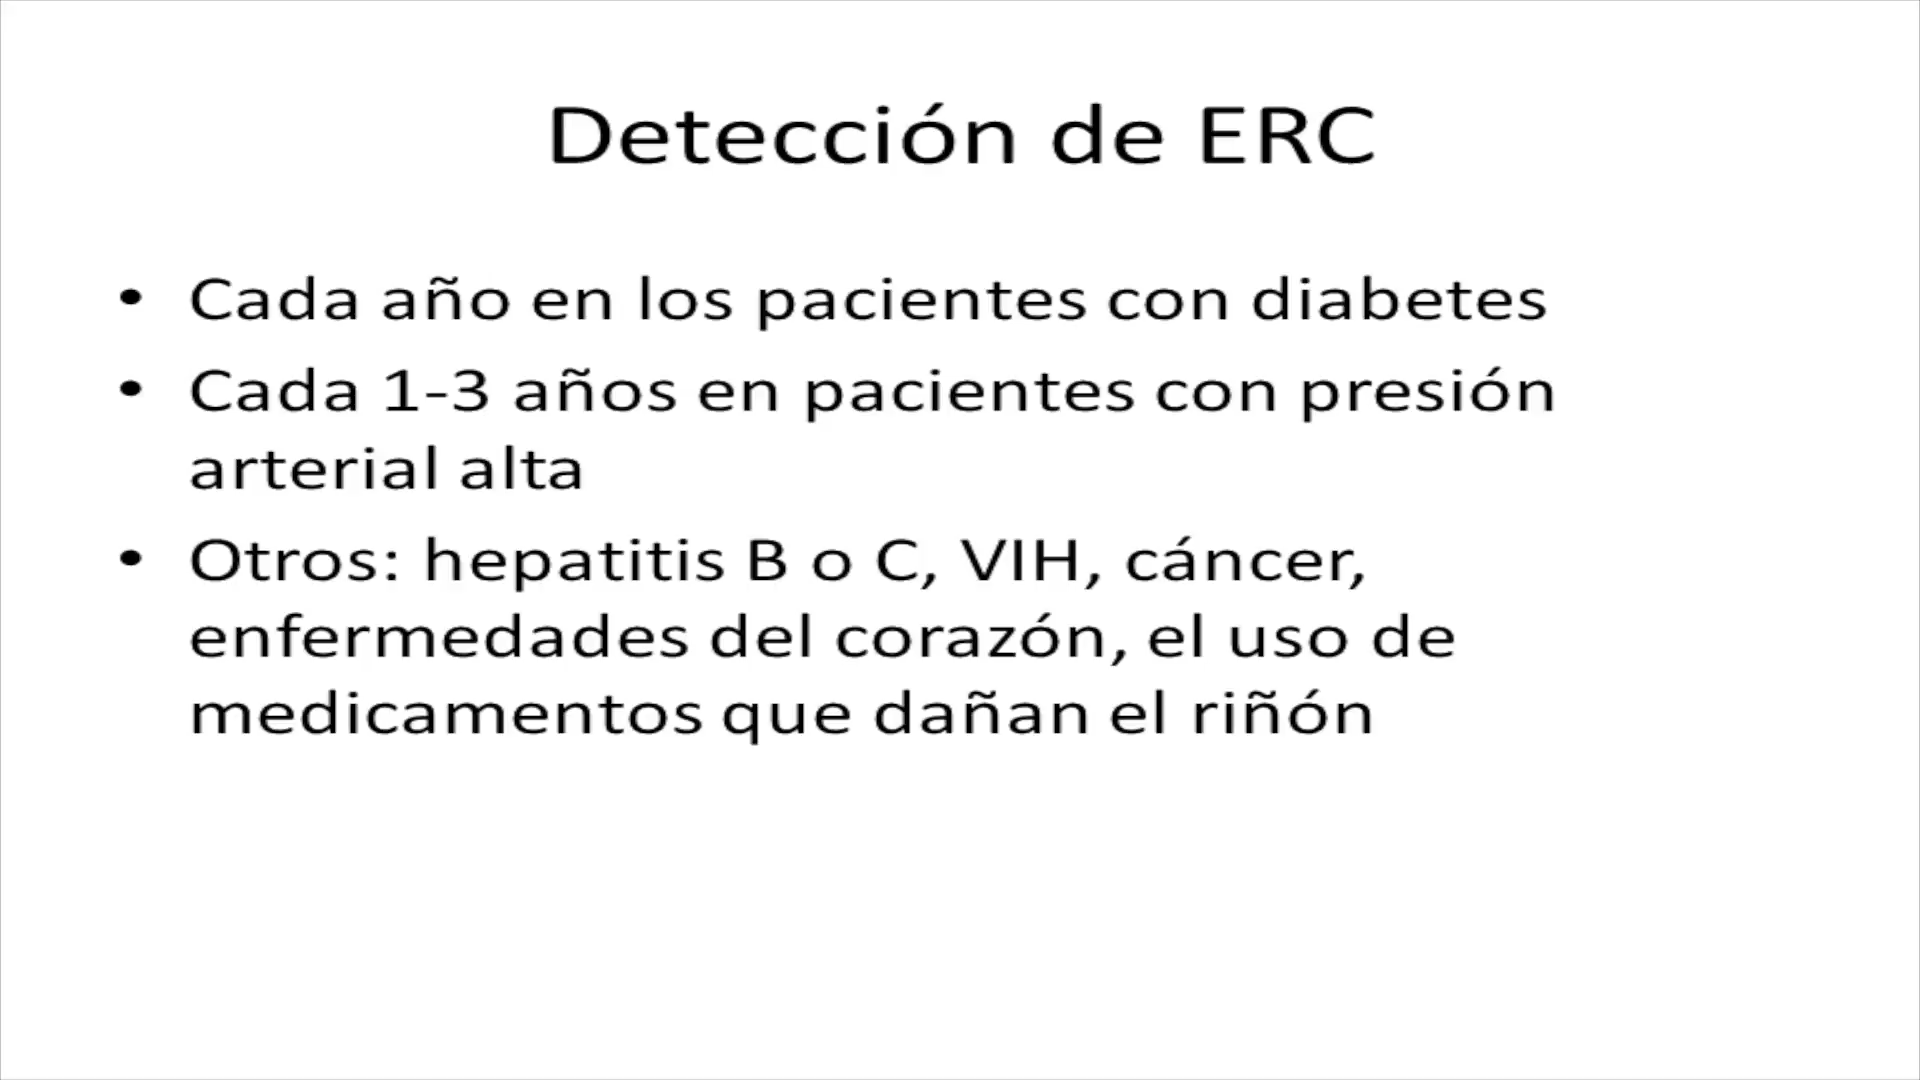 Detección de ERC
• Cada año en los pacientes con diabetes
• Cada 1-3 años en pacientes con presión
arterial alta
• Otros: hepatitis B o C, VIH, cáncer,
enfermedades del corazón, el uso de
medicamentos que dañan el riñón